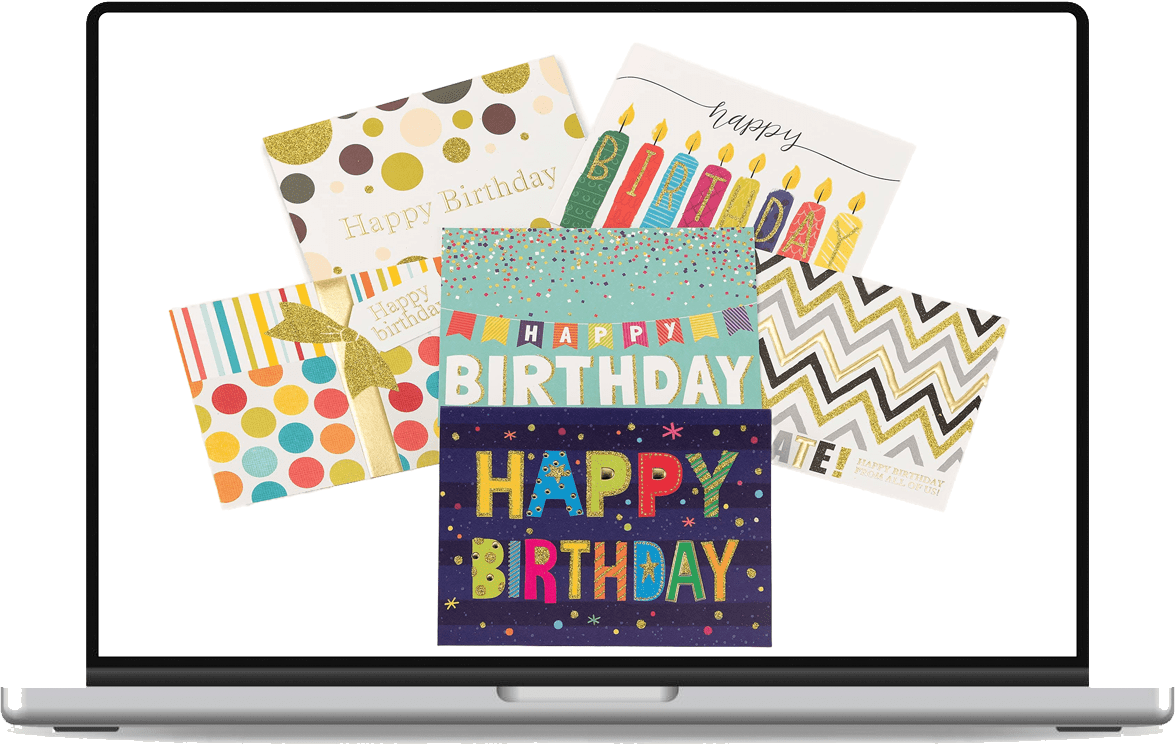 happy
BIRTHDAY
Happy Birthday
Happy
birthday
HAPPY
BIRTHDAY
ATE!
HAPPY BIRTHDAY
FROM ALL OF US!
HAPPY
BIRTHDAY